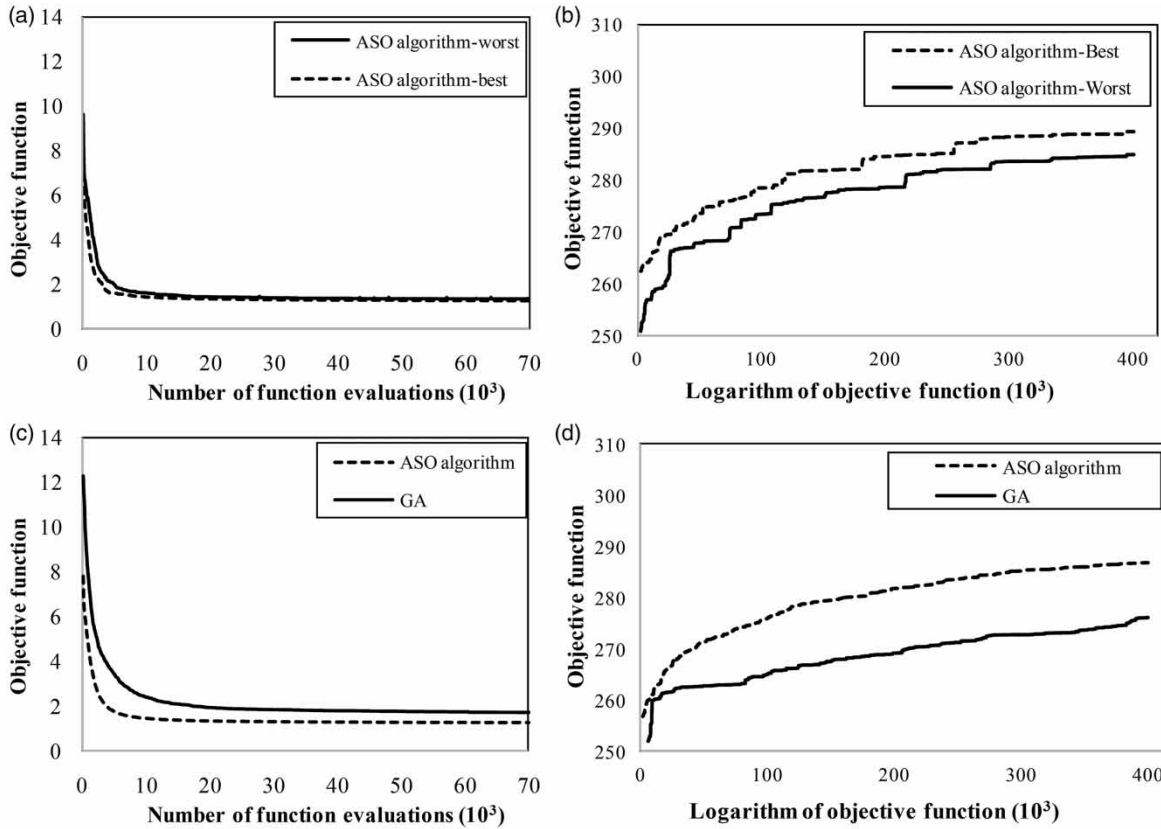 (a)
14
12
10
8
6
4
2
0
Objective function
ASO algorithm-worst
ASO algorithm-best
0 10 20 30 40 50 60 70
Number of function evaluations (10³)
(b)
310
300
290
280
270
260
250
Objective function
ASO algorithm-Best
ASO algorithm-Worst
0 100 200 300 400
Logarithm of objective function (10³)
(c)
14
12
10
8
6
4
2
0
Objective function
ASO algorithm
GA
0 10 20 30 40 50 60 70
Number of function evaluations (10³)
(d)
310
300
290
280
270
260
250
Objective function
ASO algorithm
GA
0 100 200 300 400
Logarithm of objective function (10³)